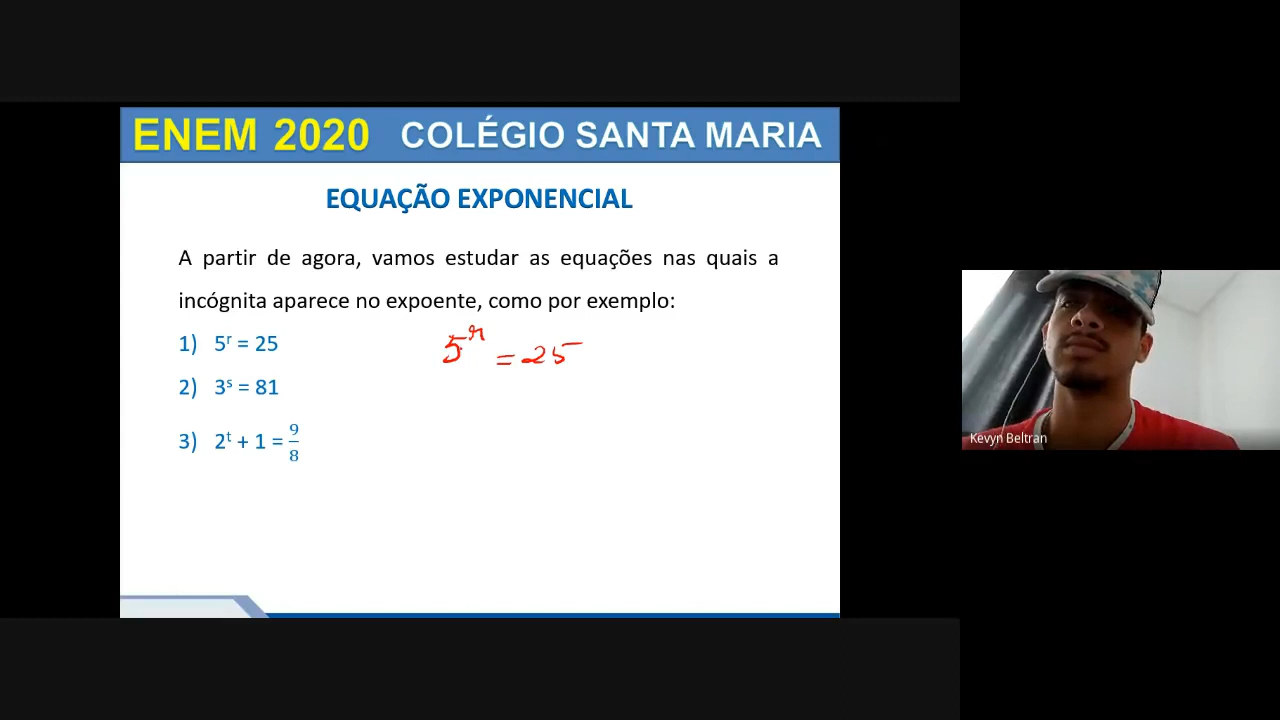 ENEM 2020 COLÉGIO SANTA MARIA
EQUAÇÃO EXPONENCIAL
A partir de agora, vamos estudar as equações nas quais a
incógnita aparece no expoente, como por exemplo:
1) 5ʳ = 25
5ʳ = 25
2) 3ˢ = 81
3) 2ᵗ + 1 = 9/8
Kevyn Beltran